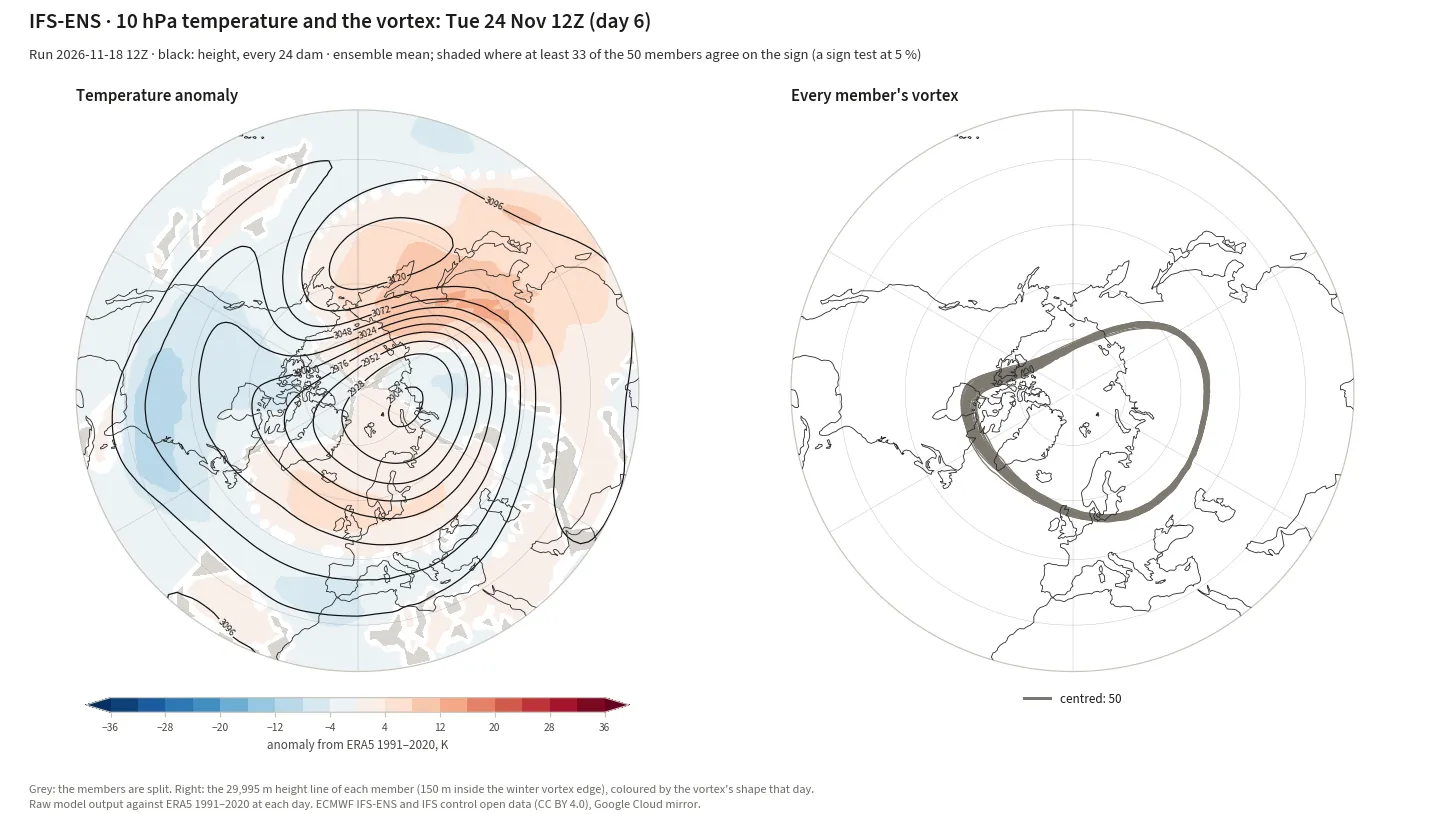 IFS-ENS · 10 hPa temperature and the vortex: Tue 24 Nov 12Z (day 6)
Run 2026-11-18 12Z · black: height, every 24 dam · ensemble mean; shaded where at least 33 of the 50 members agree on the sign (a sign test at 5 %)
Temperature anomaly
Every member's vortex
3096
3120
3072
3048
3024
2976
2952
2928
2904
3096
centred: 50
−36
−28
−20
−12
−4
4
12
20
28
36
anomaly from ERA5 1991–2020, K
Grey: the members are split. Right: the 29,995 m height line of each member (150 m inside the winter vortex edge), coloured by the vortex's shape that day.
Raw model output against ERA5 1991–2020 at each day. ECMWF IFS-ENS and IFS control open data (CC BY 4.0), Google Cloud mirror.